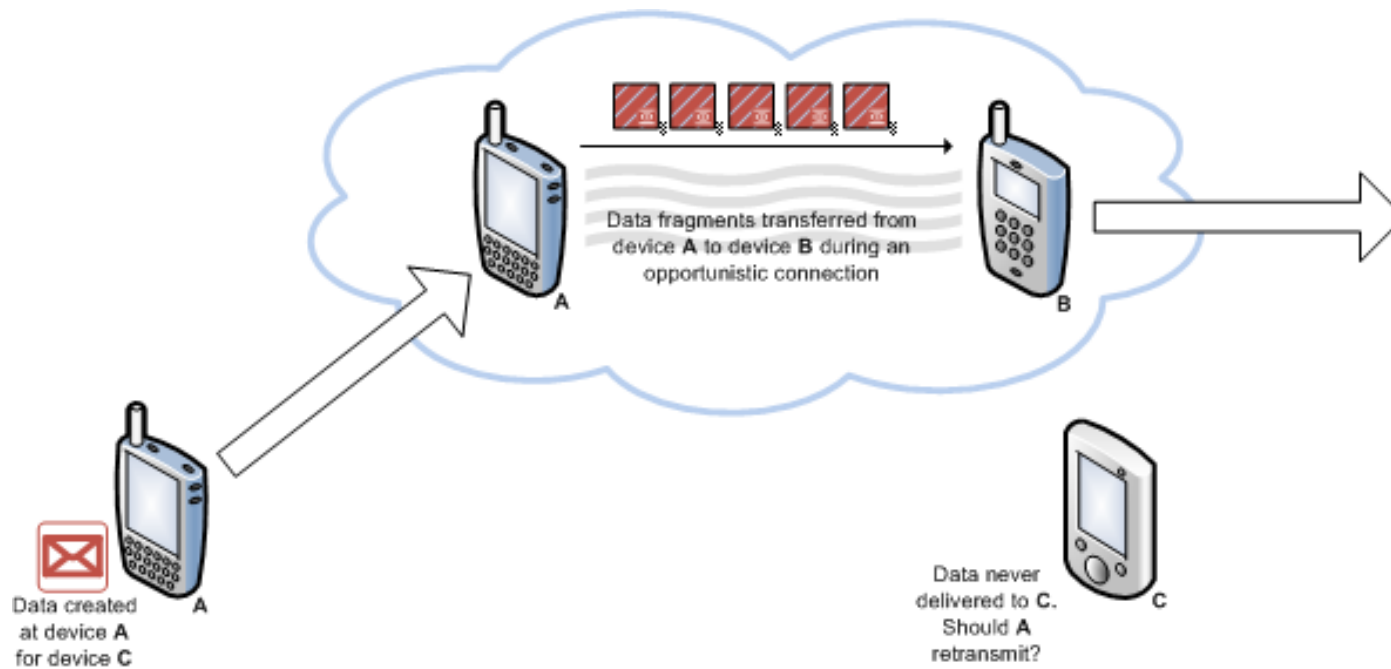 Data fragments transferred from
device A to device B during an
opportunistic connection
A
B
Data created
at device A
for device C
A
Data never
delivered to C.
Should A
retransmit?
C